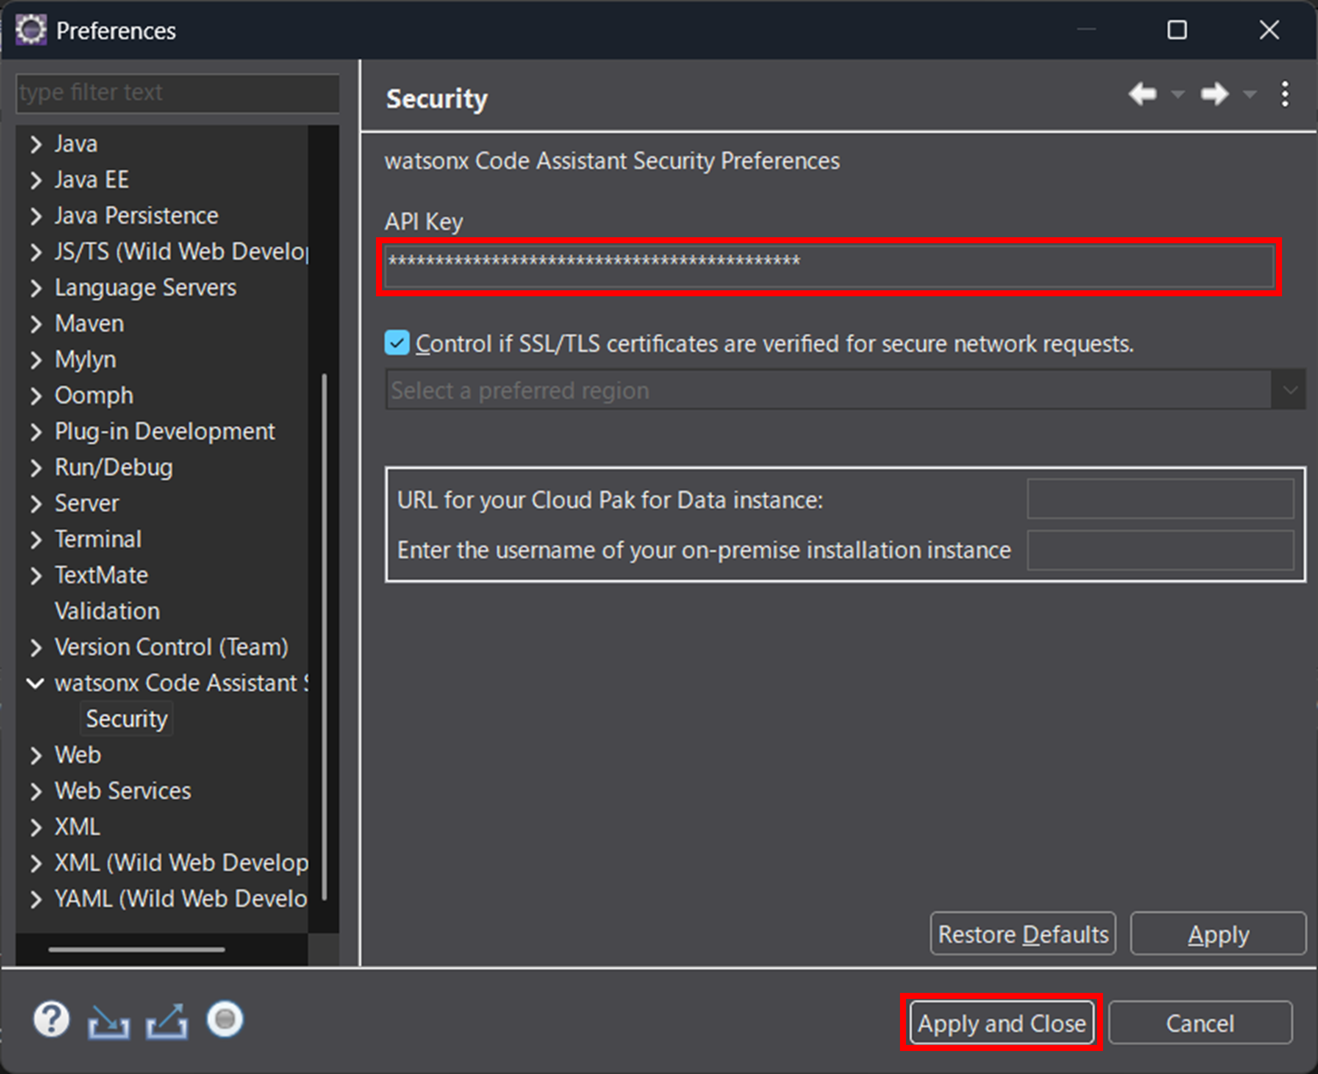 Preferences
type filter text
Java
Java EE
Java Persistence
JS/TS (Wild Web Develop
Language Servers
Maven
Mylyn
Oomph
Plug-in Development
Run/Debug
Server
Terminal
TextMate
Validation
Version Control (Team)
watsonx Code Assistant S
Security
Web
Web Services
XML
XML (Wild Web Develop
YAML (Wild Web Develo
Security
watsonx Code Assistant Security Preferences
API Key
********************************************
Control if SSL/TLS certificates are verified for secure network requests.
Select a preferred region
URL for your Cloud Pak for Data instance:
Enter the username of your on-premise installation instance
Restore Defaults
Apply
Apply and Close
Cancel